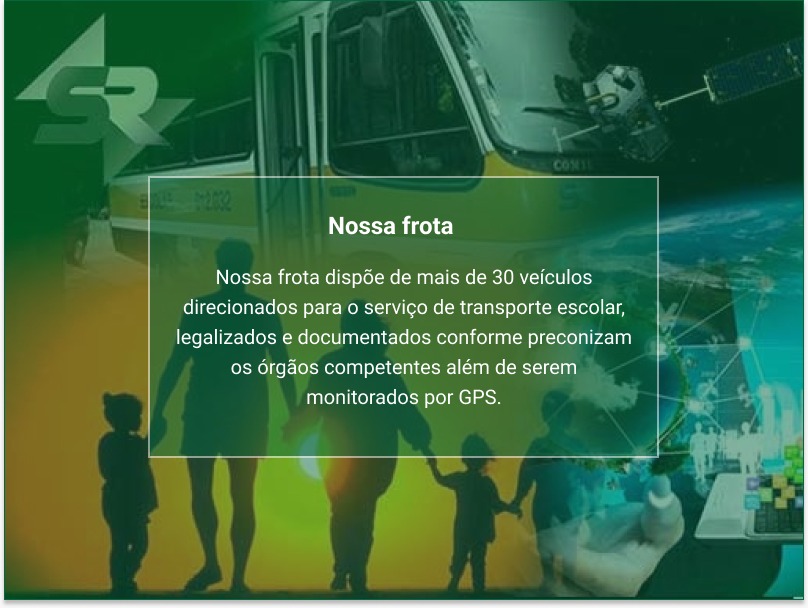 SR
Nossa frota
Nossa frota dispõe de mais de 30 veículos
direcionados para o serviço de transporte escolar,
legalizados e documentados conforme preconizam
os órgãos competentes além de serem
monitorados por GPS.